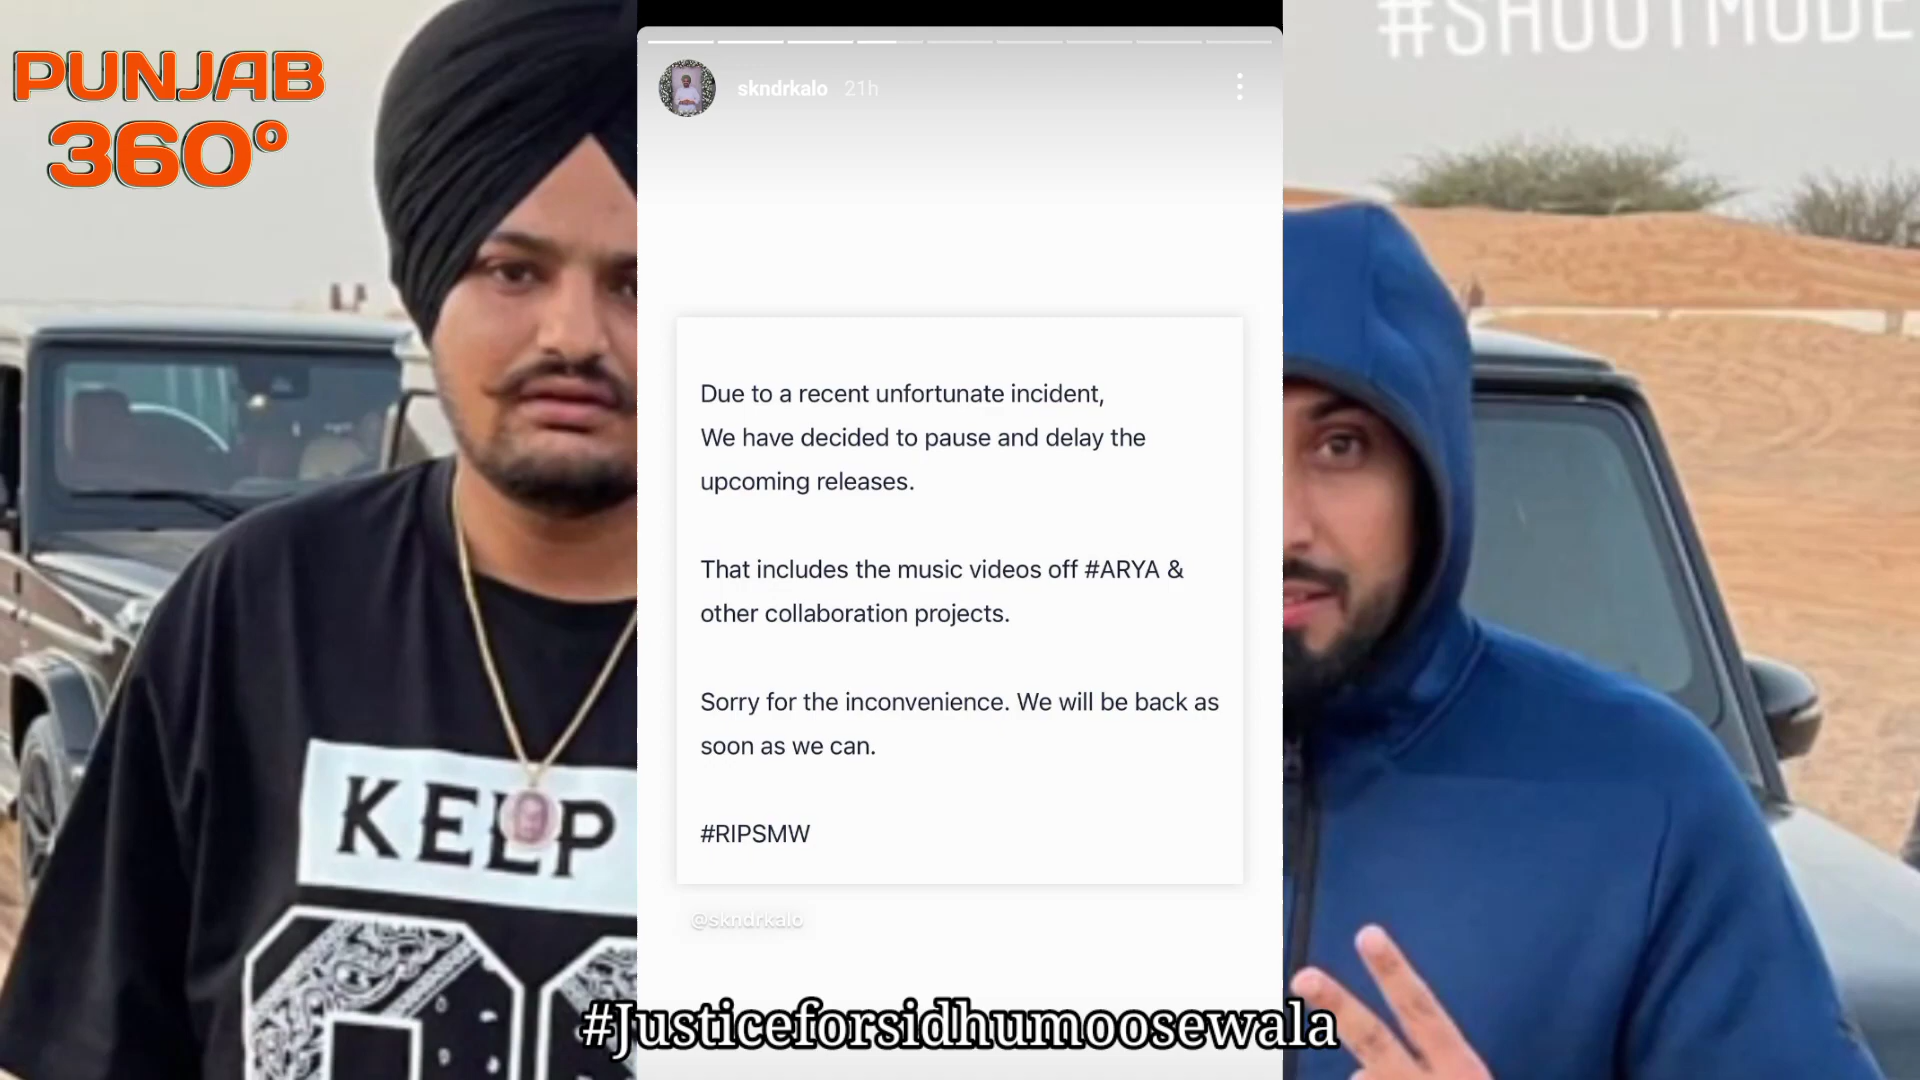 PUNJAB
360°
#SHOOTMODE
skndrkalo 21h
Due to a recent unfortunate incident,
We have decided to pause and delay the
upcoming releases.
That includes the music videos off #ARYA &
other collaboration projects.
Sorry for the inconvenience. We will be back as
soon as we can.
#RIPSMW
@skndrkalo
KEEP
#Justiceforsidhumoosewala